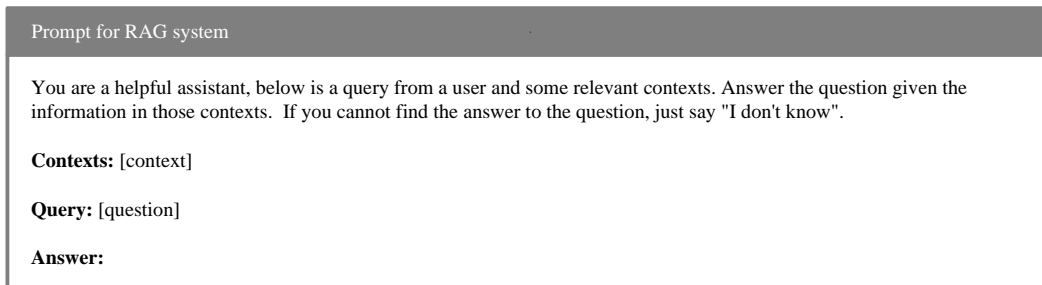 Prompt for RAG system
You are a helpful assistant, below is a query from a user and some relevant contexts. Answer the question given the
information in those contexts.  If you cannot find the answer to the question, just say "I don't know".
Contexts: [context]
Query: [question]
Answer: